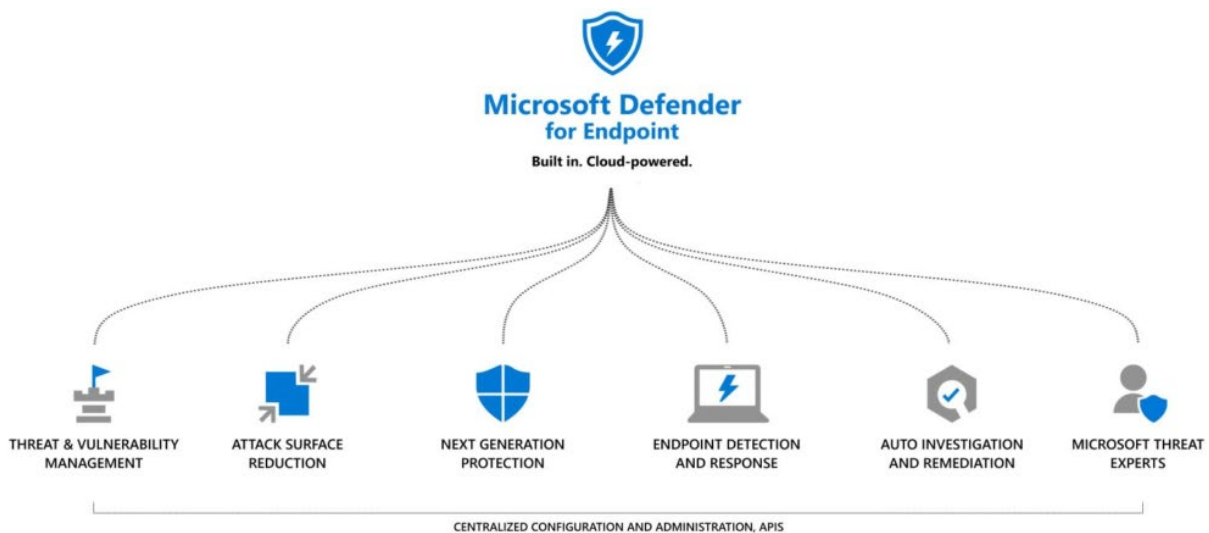 Microsoft Defender
for Endpoint
Built in. Cloud-powered.
THREAT & VULNERABILITY
MANAGEMENT
ATTACK SURFACE
REDUCTION
NEXT GENERATION
PROTECTION
ENDPOINT DETECTION
AND RESPONSE
AUTO INVESTIGATION
AND REMEDIATION
MICROSOFT THREAT
EXPERTS
CENTRALIZED CONFIGURATION AND ADMINISTRATION, APIS